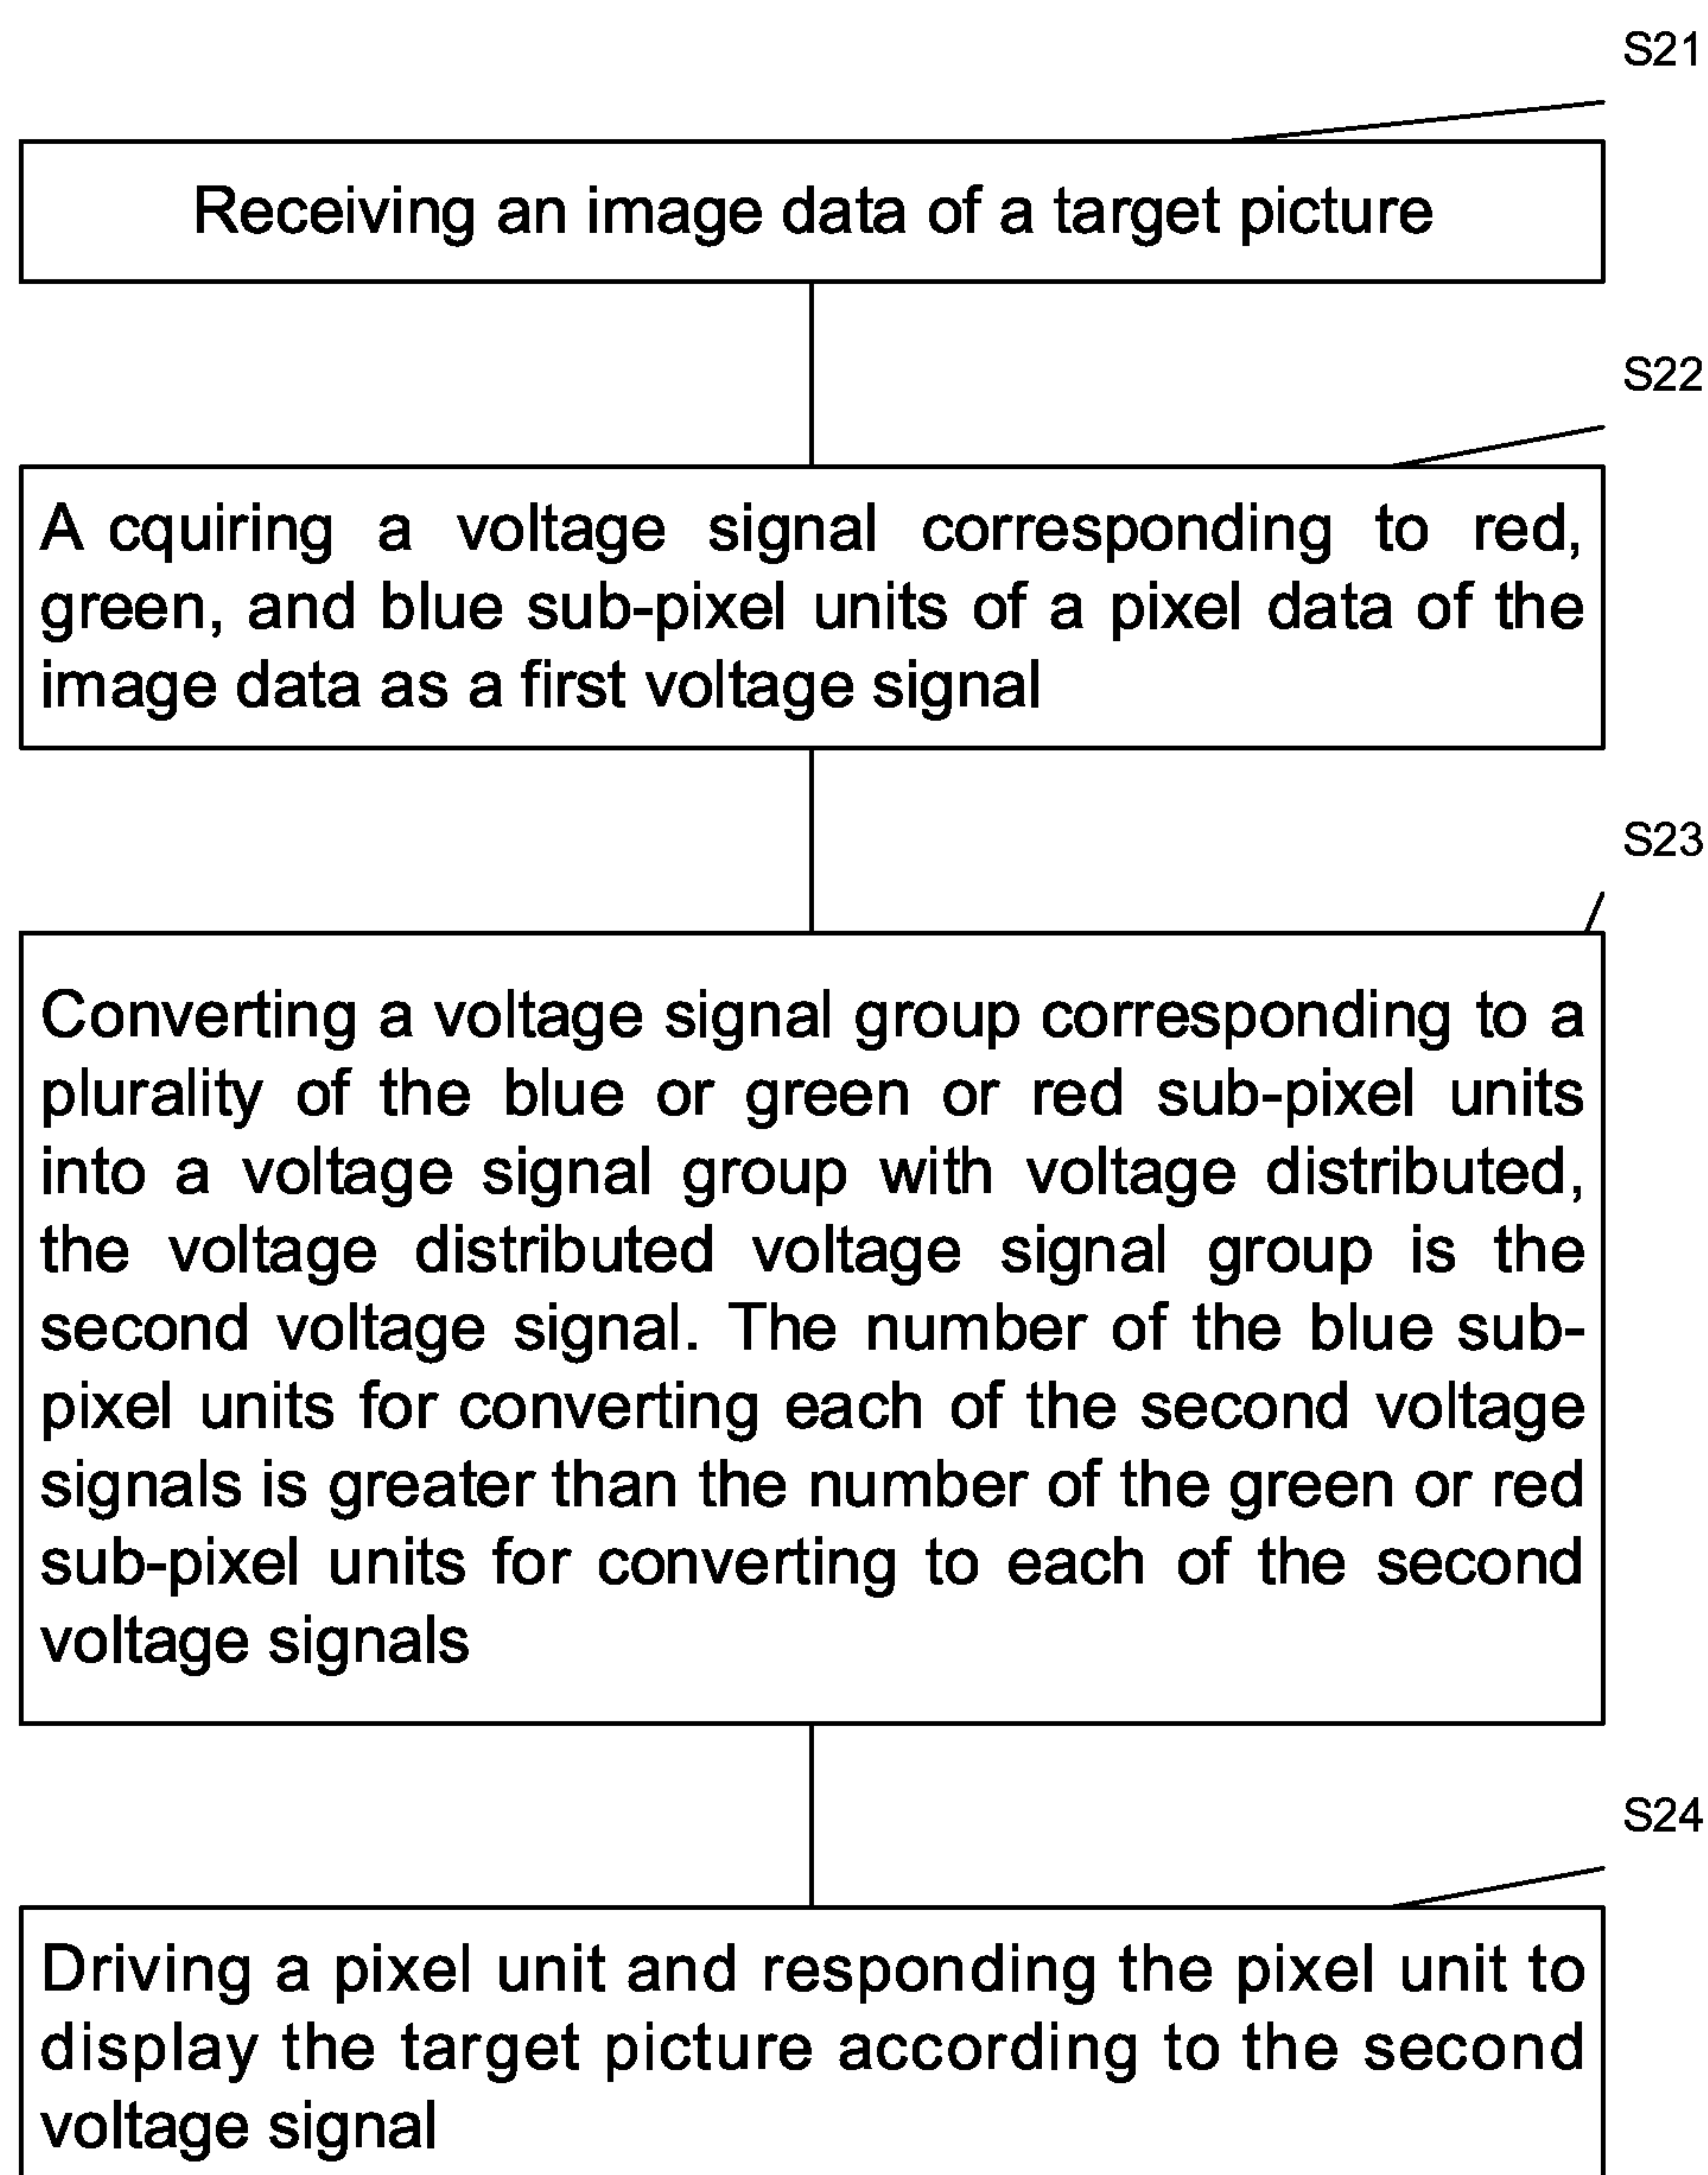 S21
Receiving an image data of a target picture
S22
A cquiring a voltage signal corresponding to red,
green, and blue sub-pixel units of a pixel data of the
image data as a first voltage signal
S23
Converting a voltage signal group corresponding to a
plurality of the blue or green or red sub-pixel units
into a voltage signal group with voltage distributed,
the voltage distributed voltage signal group is the
second voltage signal. The number of the blue sub-
pixel units for converting each of the second voltage
signals is greater than the number of the green or red
sub-pixel units for converting to each of the second
voltage signals
S24
Driving a pixel unit and responding the pixel unit to
display the target picture according to the second
voltage signal